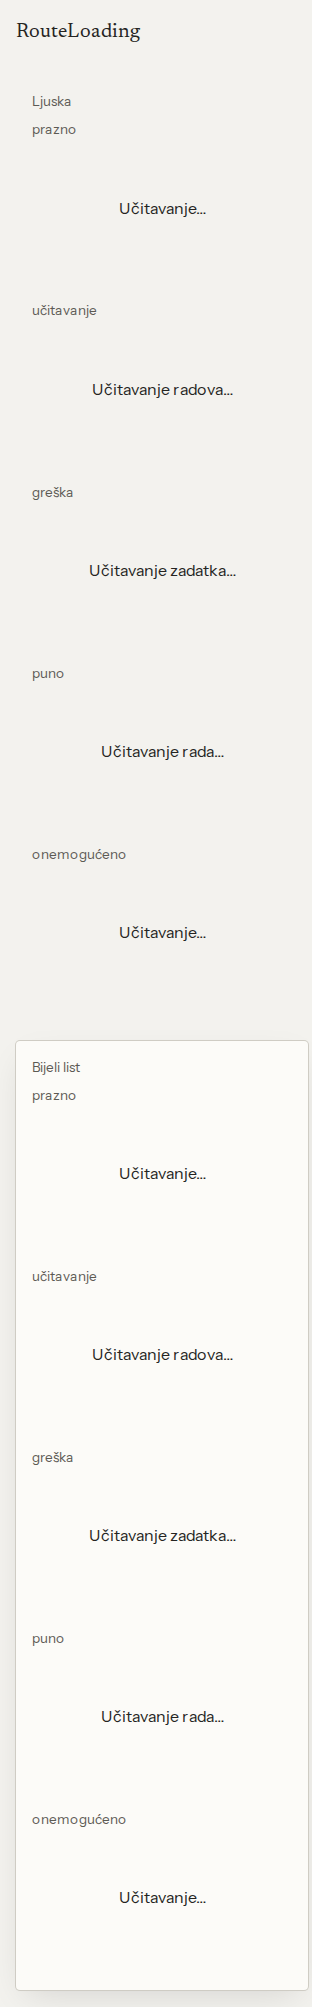 RouteLoading
Ljuska
prazno
Učitavanje…
učitavanje
Učitavanje radova…
greška
Učitavanje zadatka…
puno
Učitavanje rada…
onemogućeno
Učitavanje…
Bijeli list
prazno
Učitavanje…
učitavanje
Učitavanje radova…
greška
Učitavanje zadatka…
puno
Učitavanje rada…
onemogućeno
Učitavanje…